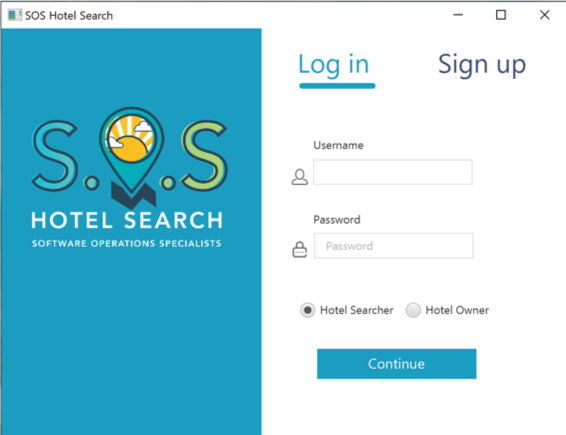 SOS Hotel Search
S.O.S
HOTEL SEARCH
SOFTWARE OPERATIONS SPECIALISTS
Log in
Sign up
Username
Password
Password
Hotel Searcher
Hotel Owner
Continue